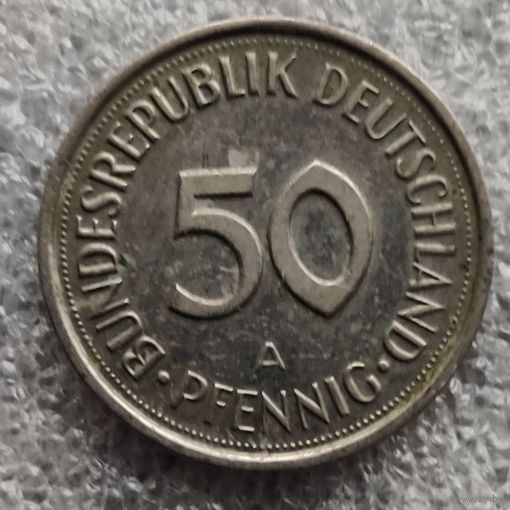 BUNDESREPUBLIK DEUTSCHLAND
50
A
PFENNIG